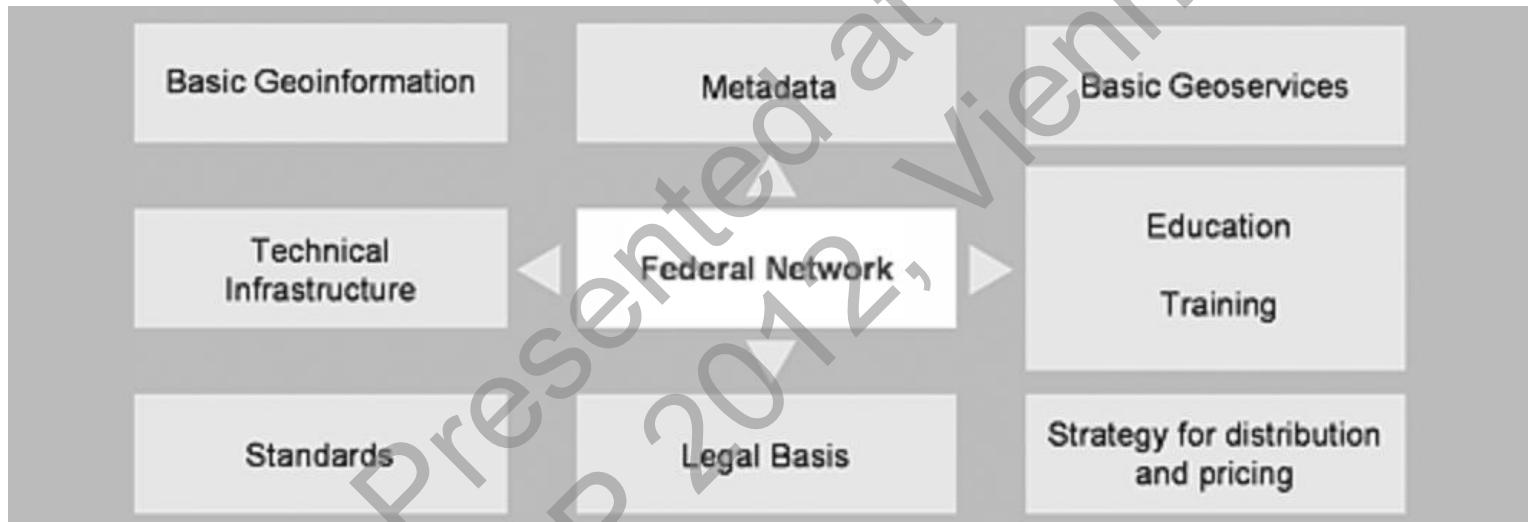 Basic Geoinformation
Metadata
Basic Geoservices
Technical
Infrastructure
Federal Network
Education
Training
Standards
Legal Basis
Strategy for distribution
and pricing
Presented at
2012,